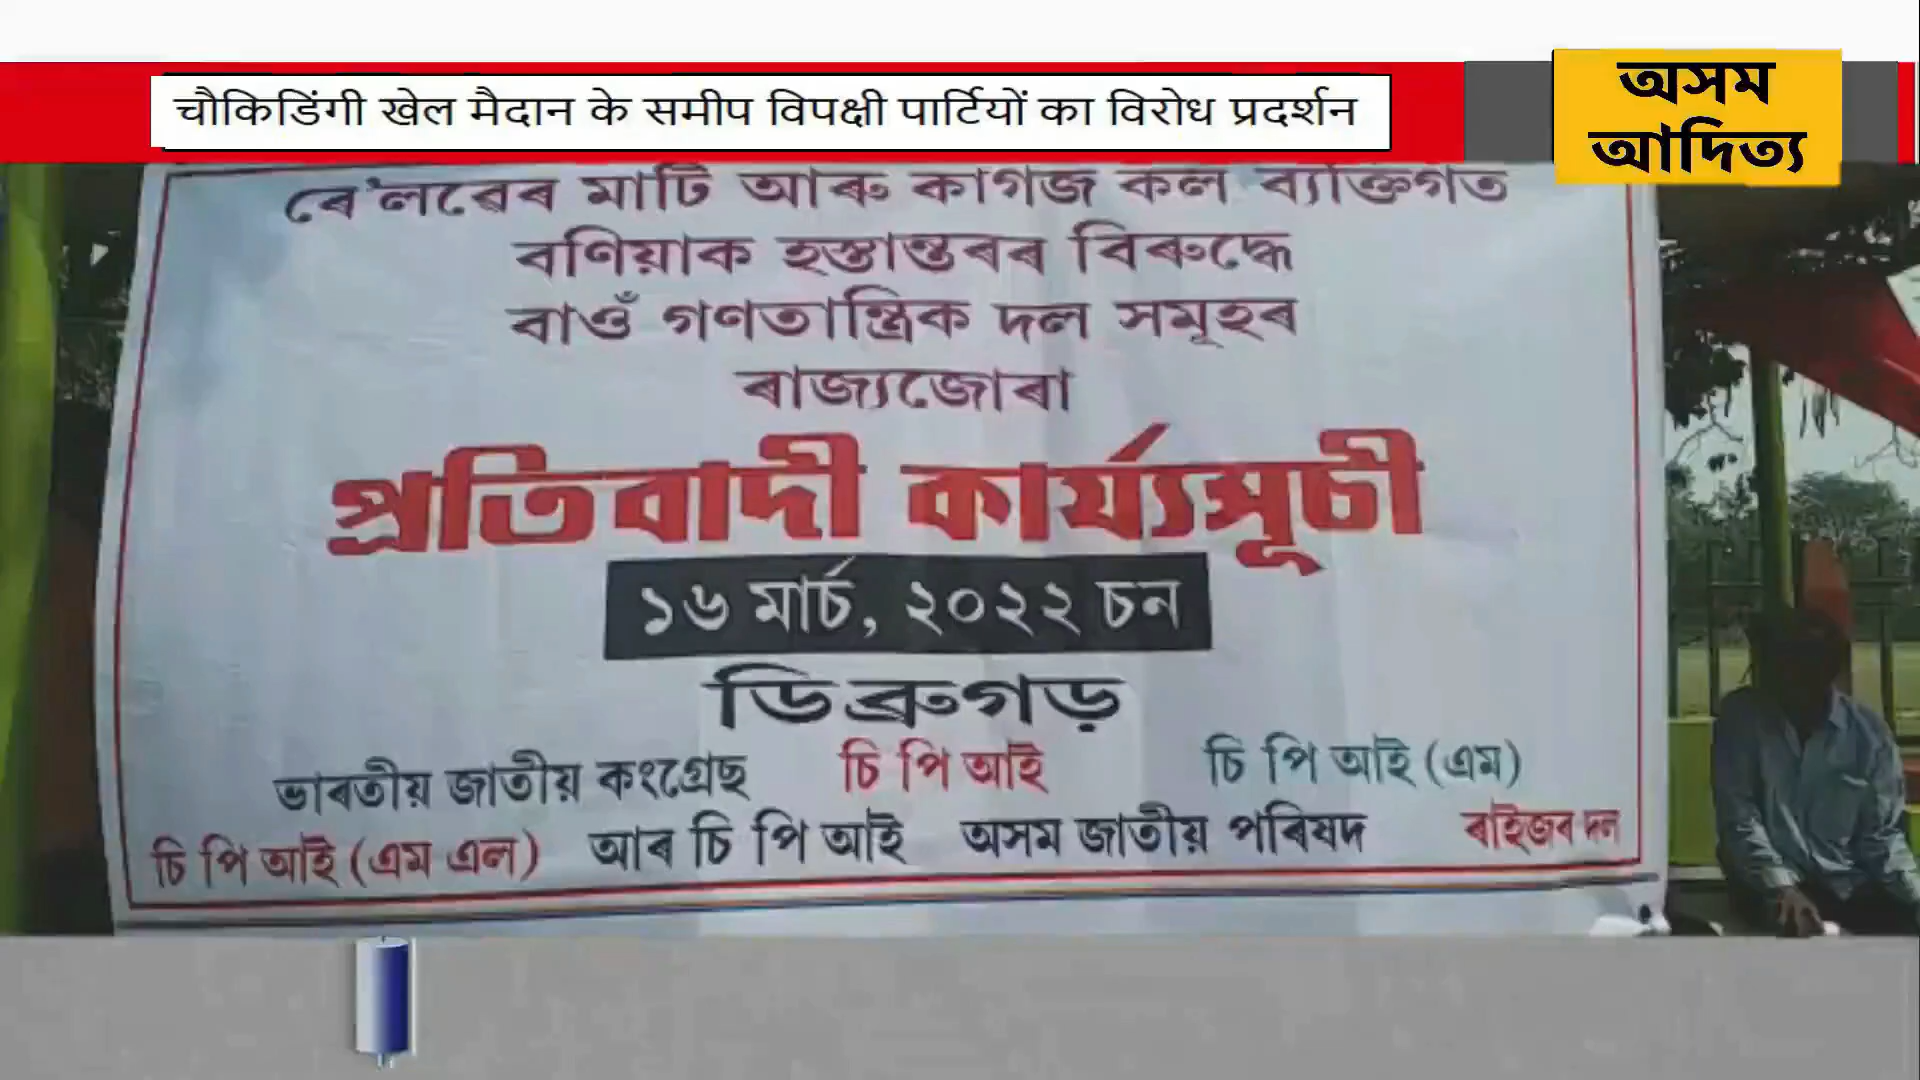 चौकिडिंगी खेल मैदान के समीप विपक्षी पार्टियों का विरोध प्रदर्शन
অসম
আদিত্য
ৰে'লৱেৰ মাটি আৰু কাগজ কল ব্যক্তিগত
বণিয়াক হস্তান্তৰৰ বিৰুদ্ধে
বাওঁ গণতান্ত্ৰিক দল সমূহৰ
ৰাজ্যজোৰা
প্ৰতিবাদী কাৰ্য্যসূচী
১৬ মাৰ্চ, ২০২২ চন
ডিব্ৰুগড়
ভাৰতীয় জাতীয় কংগ্ৰেছ চি পি আই চি পি আই (এম)
চি পি আই (এম এল) আৰ চি পি আই অসম জাতীয় পৰিষদ ৰাইজৰ দল